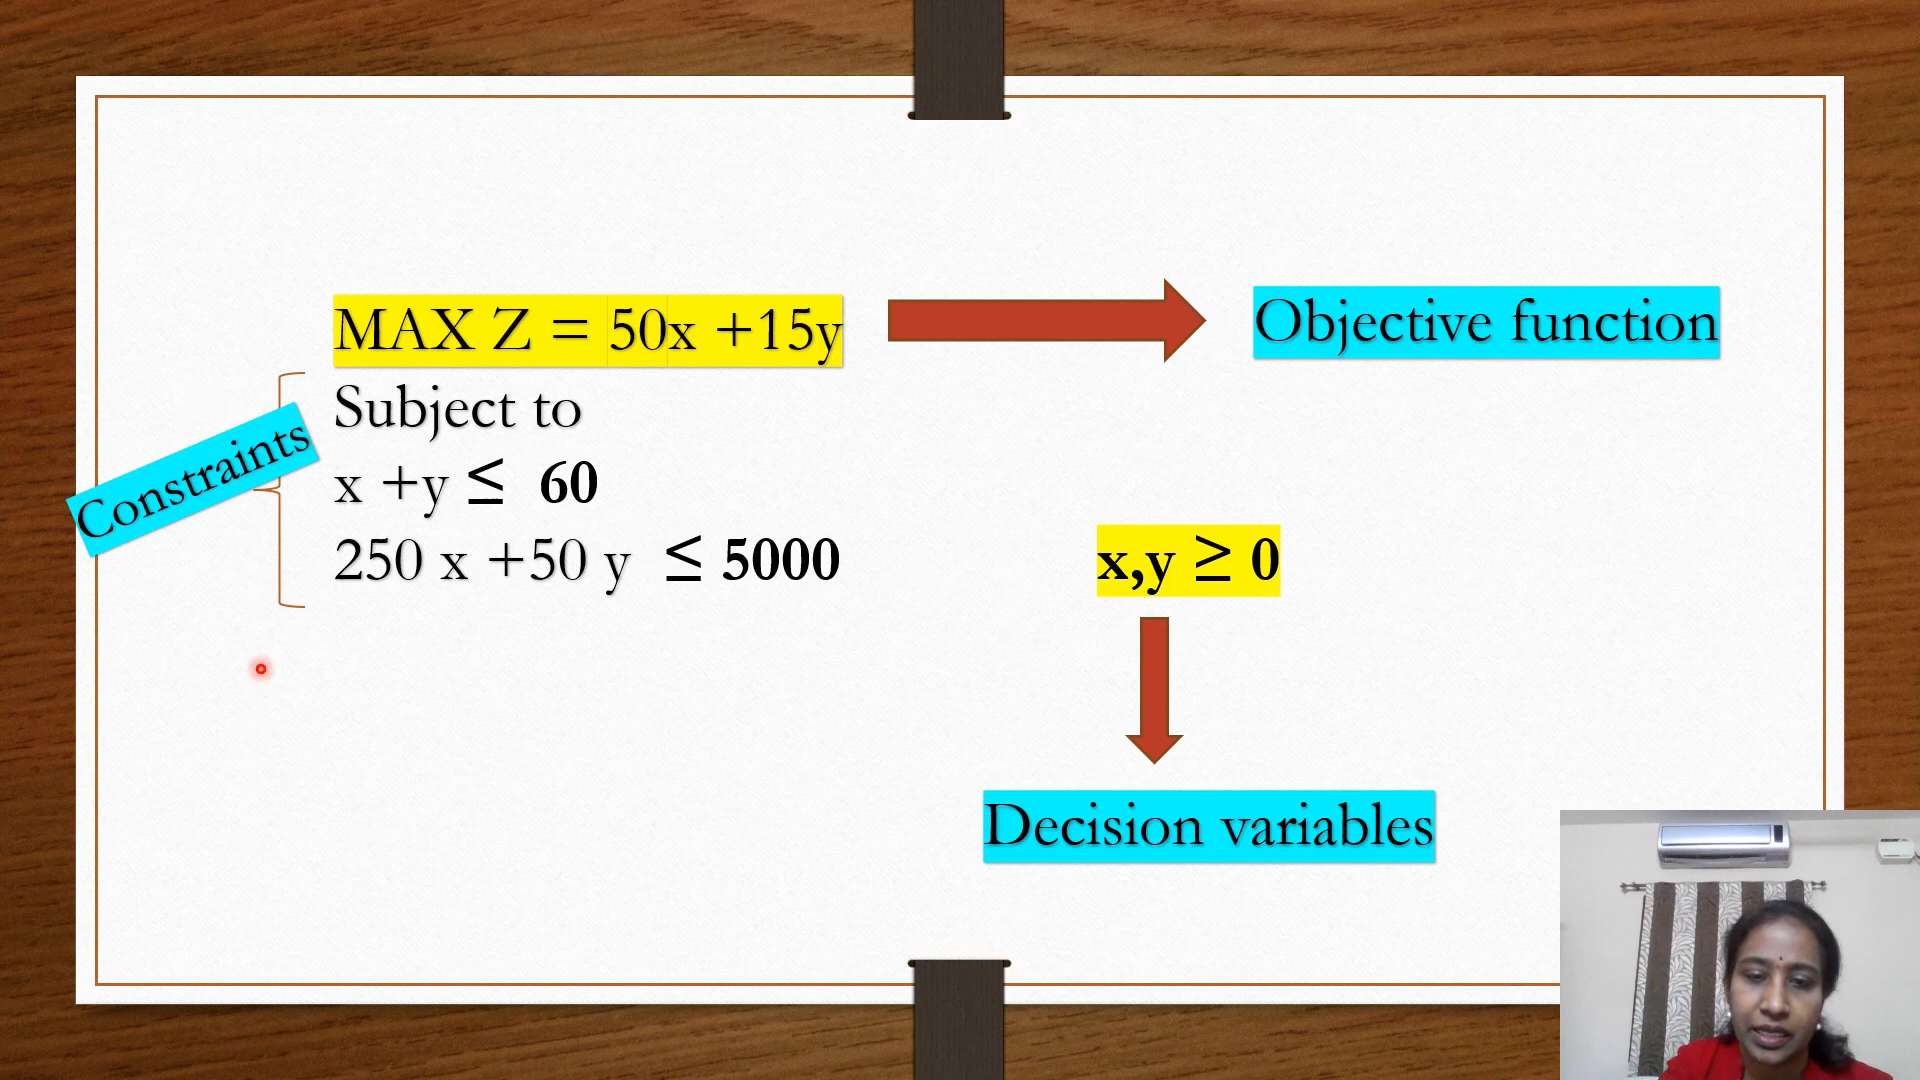 MAX Z = 50x +15y
Objective function
Subject to
Constraints
x +y ≤ 60
250 x +50 y ≤ 5000
x,y ≥ 0
Decision variables